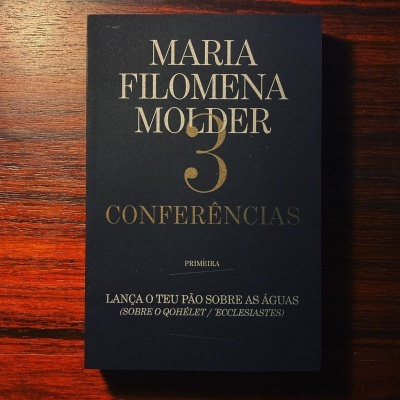 MARIA
FILOMENA
MOLDER
3
CONFERÊNCIAS
PRIMEIRA
LANÇA O TEU PÃO SOBRE AS ÁGUAS
(SOBRE O QOHÉLET / ECCLESIASTES)